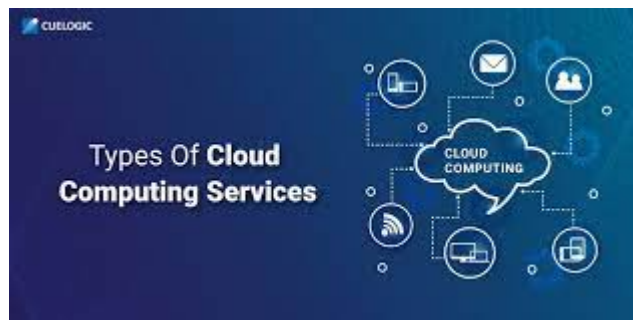 CUELOGIC
Types Of Cloud
Computing Services
CLOUD
COMPUTING